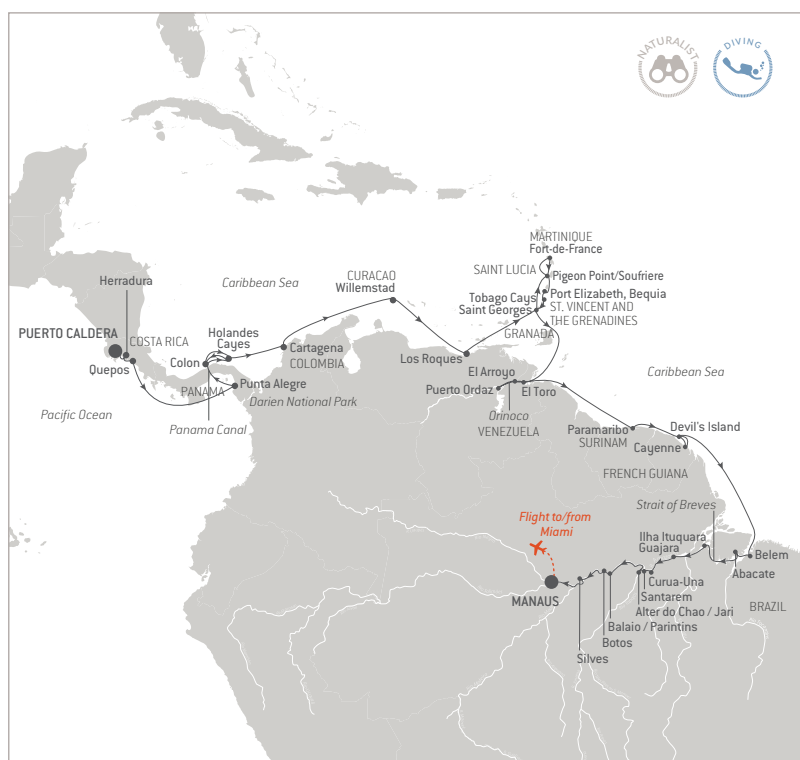 NATURALIST
DIVING
MARTINIQUE
Fort-de-France
SAINT LUCIA
Pigeon Point/Soufriere
Herradura
Caribbean Sea
CURACAO
Willemstad
Tobago Cays
Port Elizabeth, Bequia
Saint Georges
ST. VINCENT AND
THE GRENADINES
GRENADA
PUERTO CALDERA
COSTA RICA
Holandes
Cayes
Quepos
Colon
Cartagena
COLOMBIA
Los Roques
El Arroyo
Caribbean Sea
PANAMA
Punta Alegre
Puerto Ordaz
El Toro
Pacific Ocean
Darien National Park
Panama Canal
Orinoco
VENEZUELA
Paramaribo
SURINAM
Devil's Island
Cayenne
FRENCH GUIANA
Strait of Breves
Flight to/from
Miami
Ilha Ituquara
Guajara
Belem
Abacate
MANAUS
Curua-Una
Santarem
Alter do Chao / Jari
BRAZIL
Balaio / Parintins
Botos
Silves